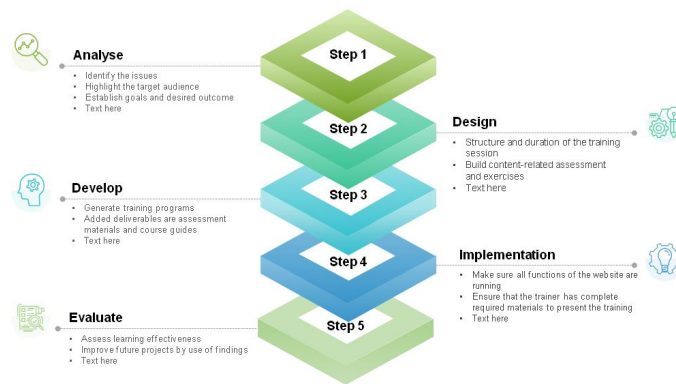 Step 1
Analyse
• Identify the issues
• Highlight the target audience
• Establish goals and desired outcome
• Text here
Step 2
Design
• Structure and duration of the training
session
• Build content-related assessment
and exercises
• Text here
Step 3
Develop
• Generate training programs
• Added deliverables are assessment
materials and course guides
• Text here
Step 4
Implementation
• Make sure all functions of the website are
running
• Ensure that the trainer has complete
required materials to present the training
• Text here
Step 5
Evaluate
• Assess learning effectiveness
• Improve future projects by use of findings
• Text here